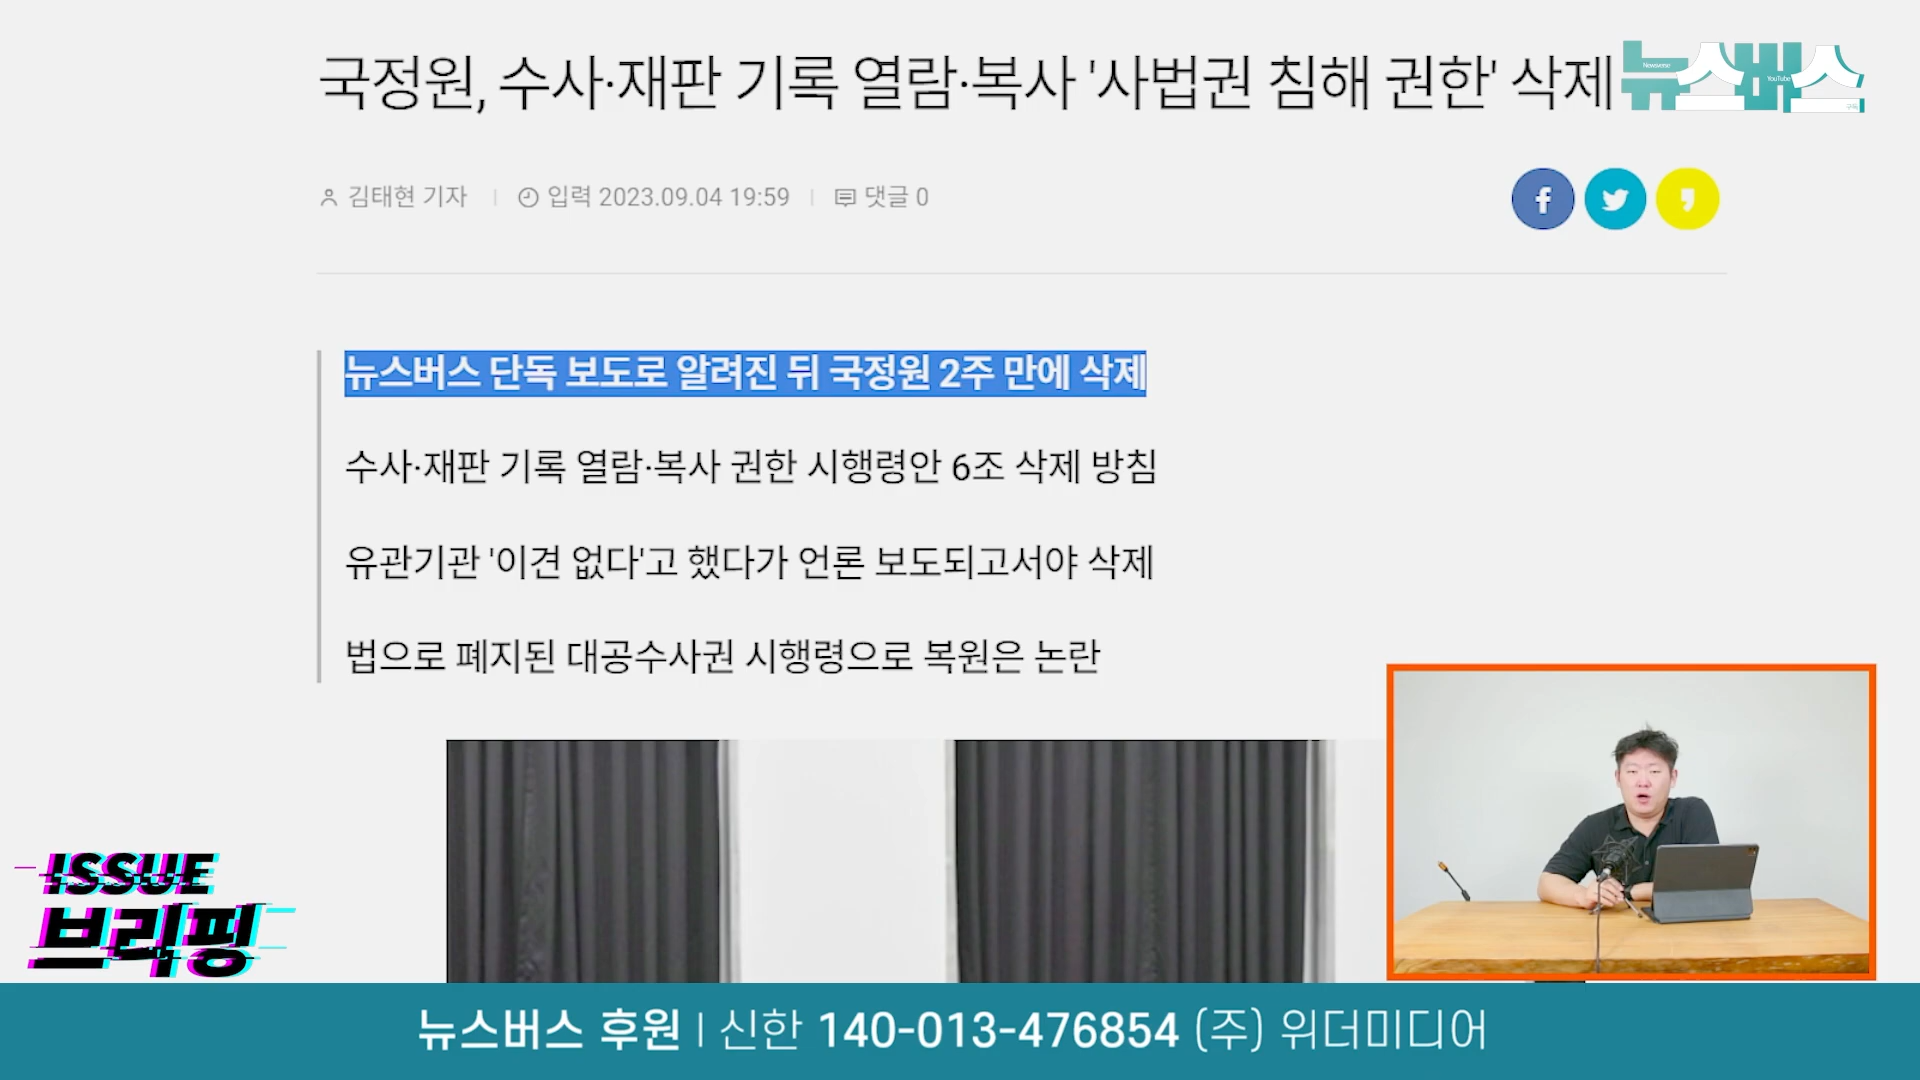 국정원, 수사·재판 기록 열람·복사 '사법권 침해 권한' 삭제
뉴스버스
Newsverse
YouTube
구독
김태현 기자
입력 2023.09.04 19:59
댓글 0
뉴스버스 단독 보도로 알려진 뒤 국정원 2주 만에 삭제
수사·재판 기록 열람·복사 권한 시행령안 6조 삭제 방침
유관기관 '이견 없다'고 했다가 언론 보도되고서야 삭제
법으로 폐지된 대공수사권 시행령으로 복원은 논란
ISSUE
브리핑
뉴스버스 후원 | 신한 140-013-476854 (주) 위더미디어